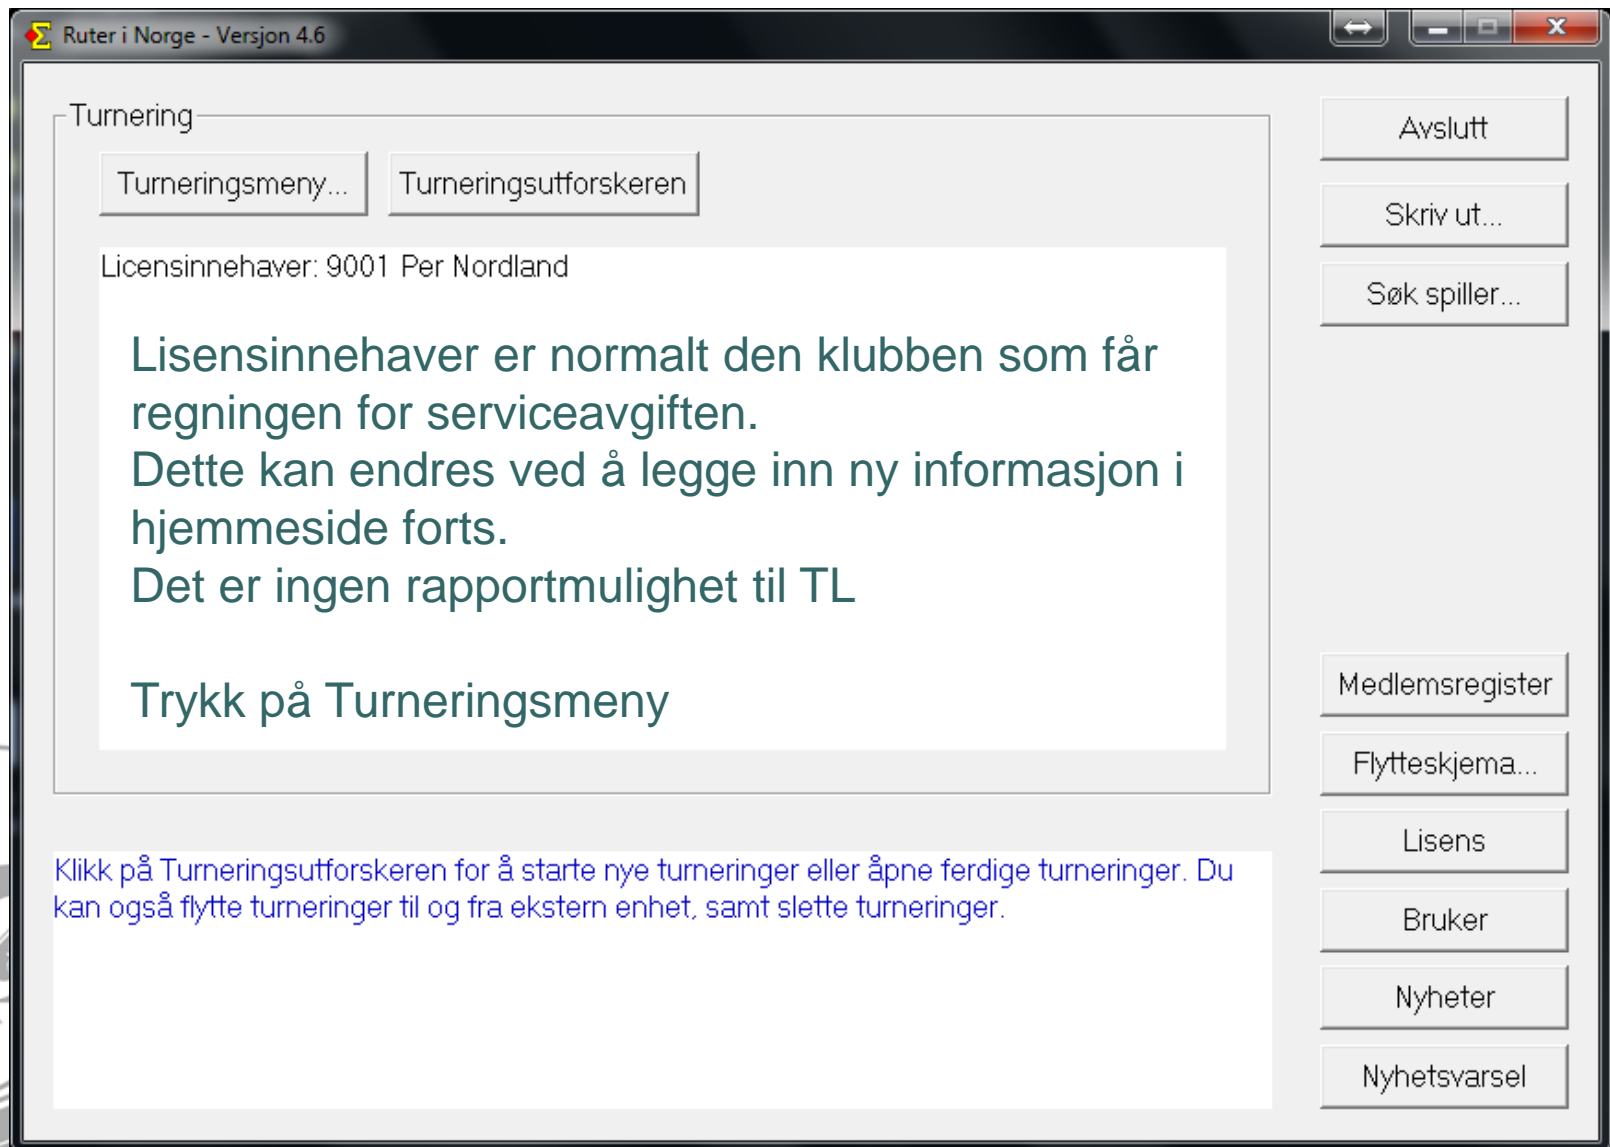 Ruter i Norge - Versjon 4.6
Turnering
Turneringsmeny...
Turneringsutforskeren
Licensinnehaver: 9001 Per Nordland
Lisensinnehaver er normalt den klubben som får
regningen for serviceavgiften.
Dette kan endres ved å legge inn ny informasjon i
hjemmeside forts.
Det er ingen rapportmulighet til TL
Trykk på Turneringsmeny
Klikk på Turneringsutforskeren for å starte nye turneringer eller åpne ferdige turneringer. Du
kan også flytte turneringer til og fra ekstern enhet, samt slette turneringer.
Avslutt
Skriv ut...
Søk spiller...
Medlemsregister
Flytteskjema...
Lisens
Bruker
Nyheter
Nyhetsvarsel